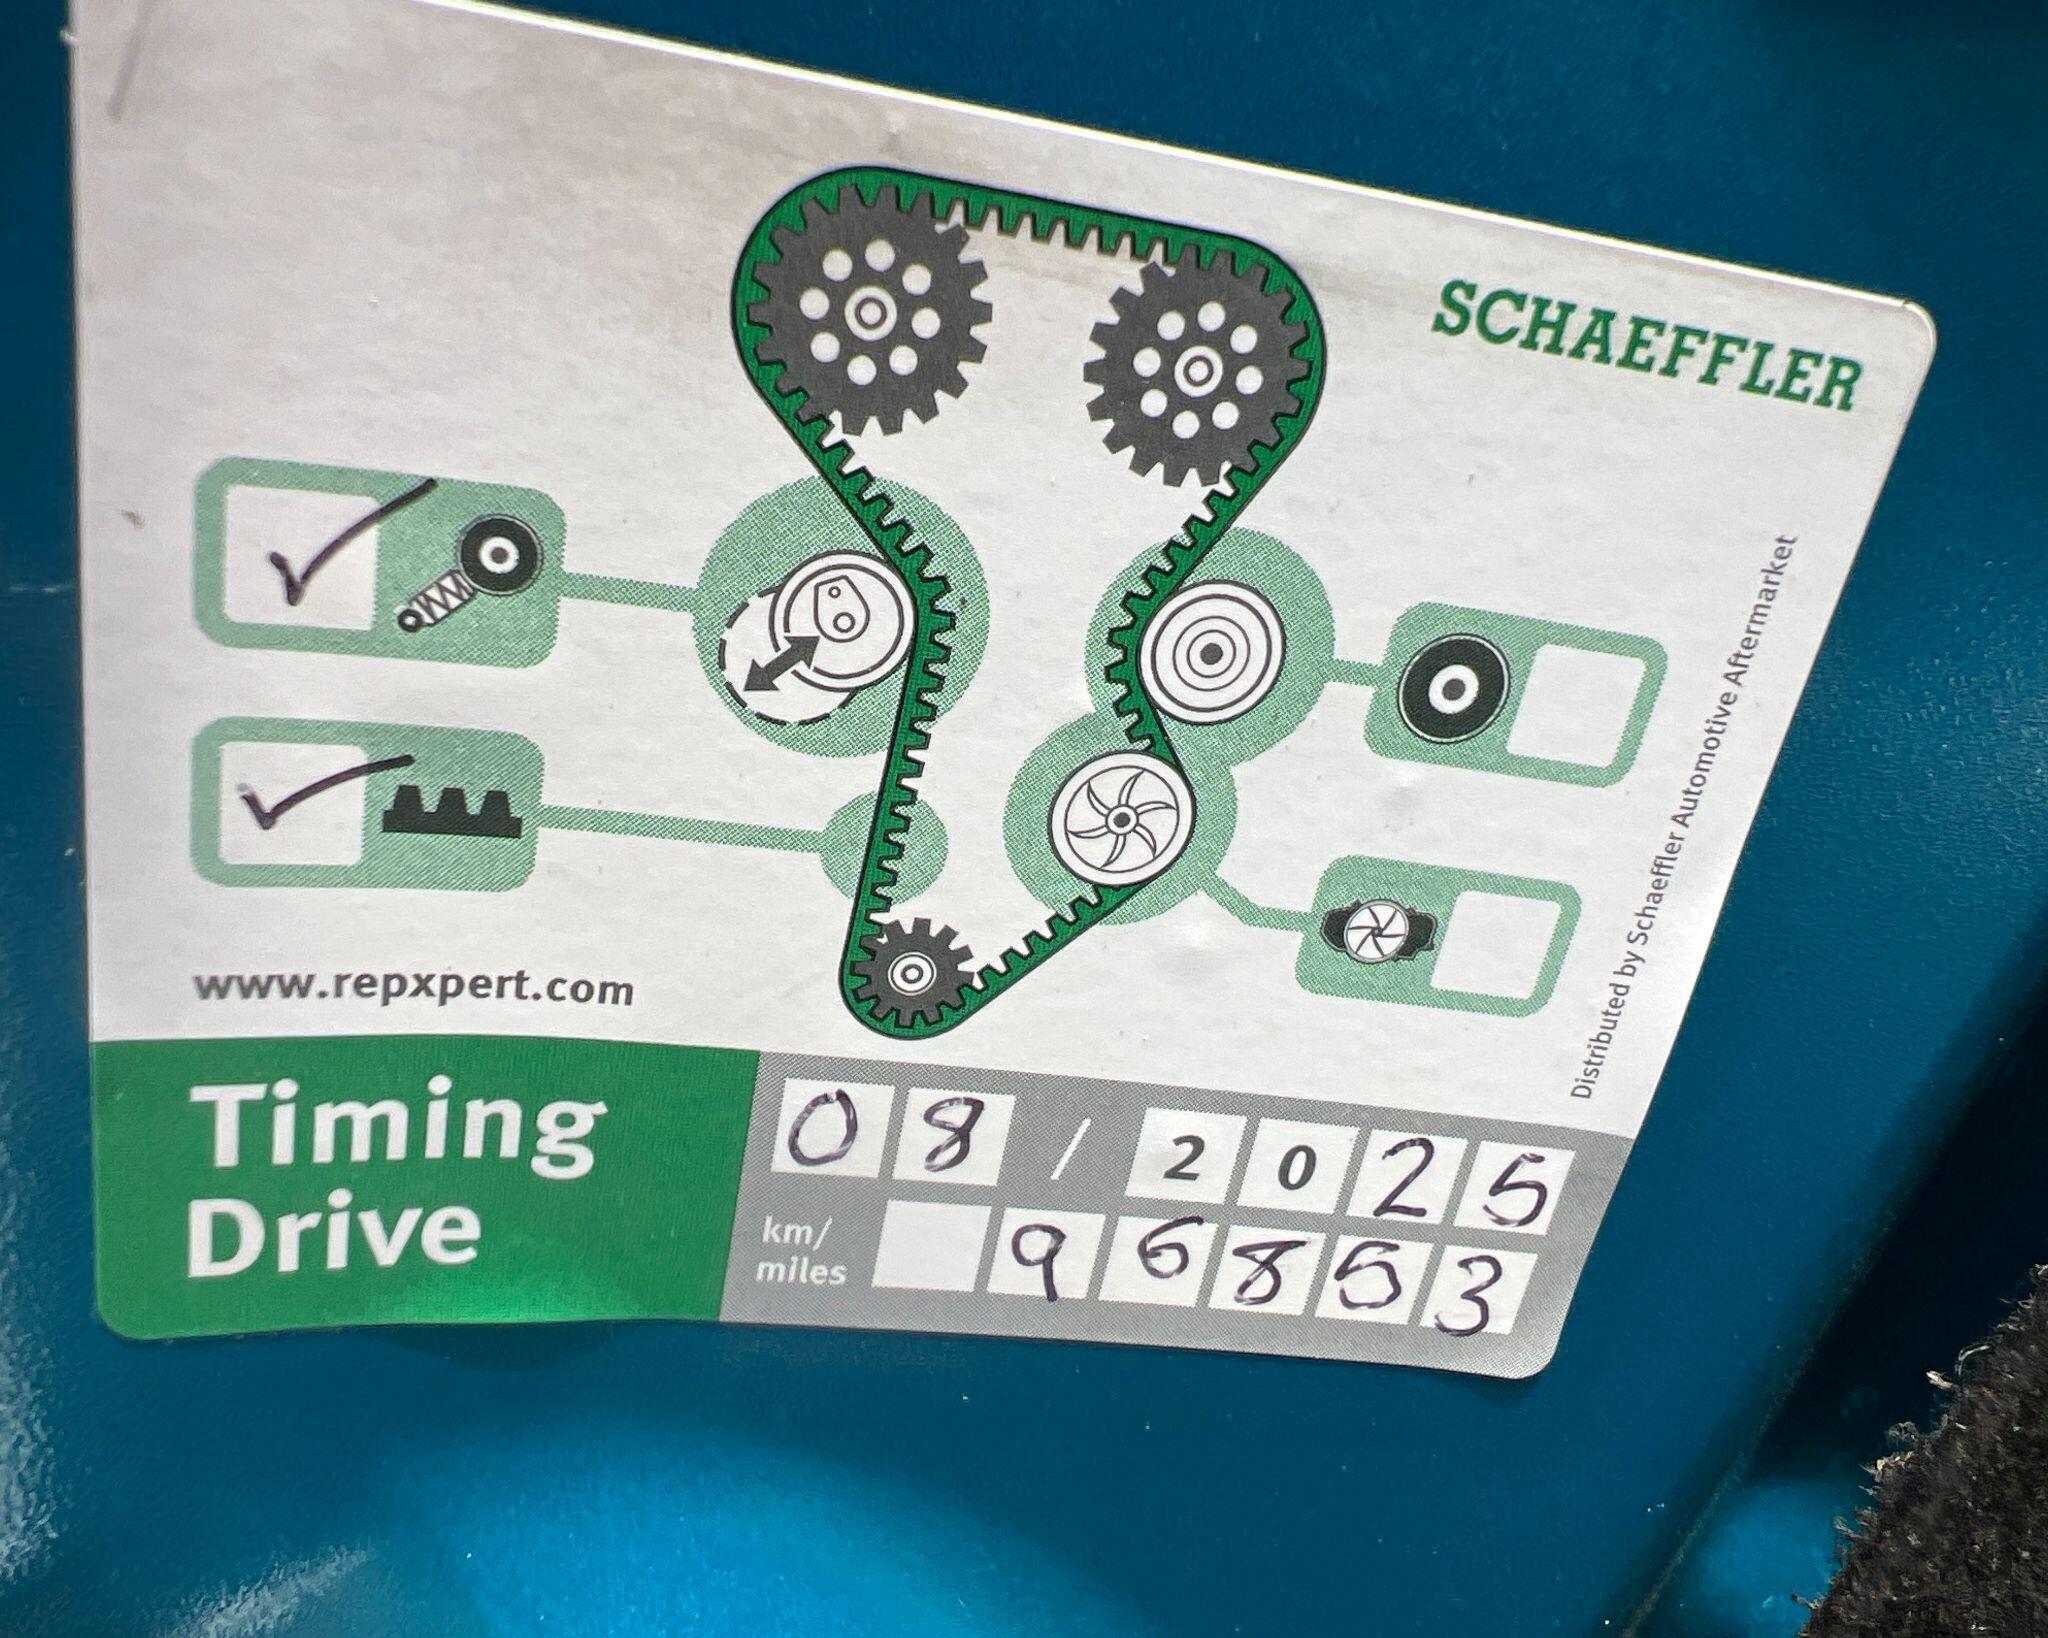 SCHAEFFLER
www.repxpert.com
Distributed by Schaeffler Automotive Aftermarket
Timing
Drive
08 / 2025
km/
miles
96853